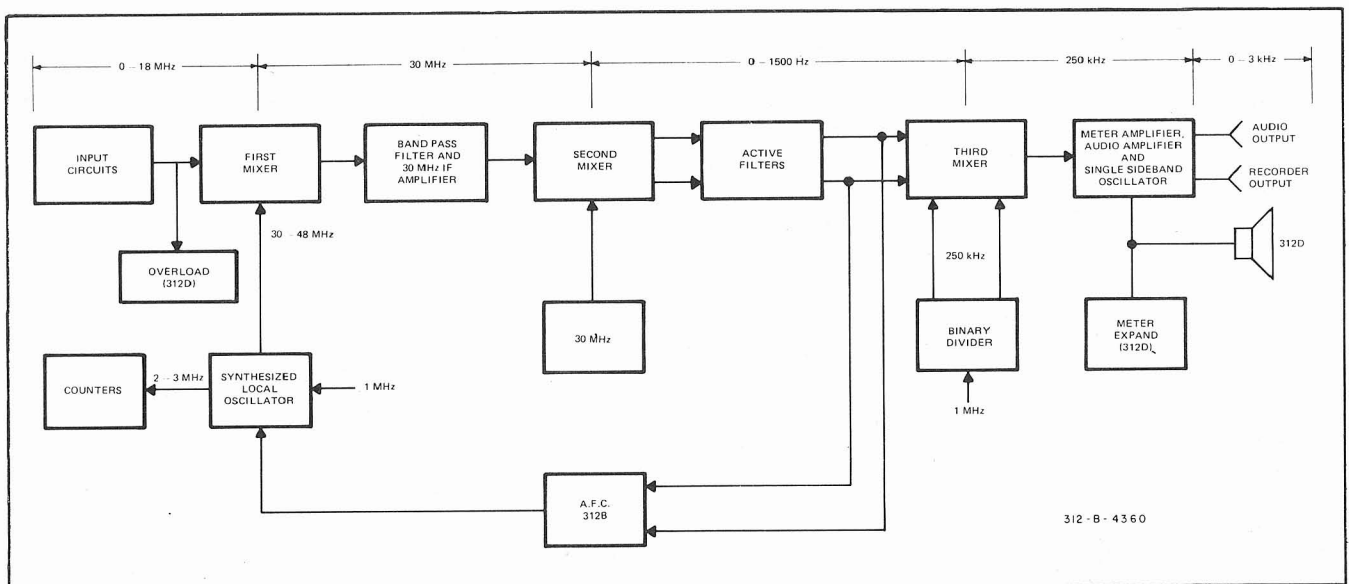 0 – 18 MHz
30 MHz
0 – 1500 Hz
250 kHz
0 – 3 kHz
INPUT
CIRCUITS
FIRST
MIXER
BAND PASS
FILTER AND
30 MHz IF
AMPLIFIER
SECOND
MIXER
ACTIVE
FILTERS
THIRD
MIXER
METER AMPLIFIER,
AUDIO AMPLIFIER
AND
SINGLE SIDEBAND
OSCILLATOR
AUDIO
OUTPUT
RECORDER
OUTPUT
30 – 48 MHz
OVERLOAD
(312D)
250 kHz
312D
30 MHz
BINARY
DIVIDER
METER
EXPAND
(312D)
COUNTERS
2 – 3 MHz
SYNTHESIZED
LOCAL
OSCILLATOR
1 MHz
1 MHz
A.F.C.
312B
312-B-4360